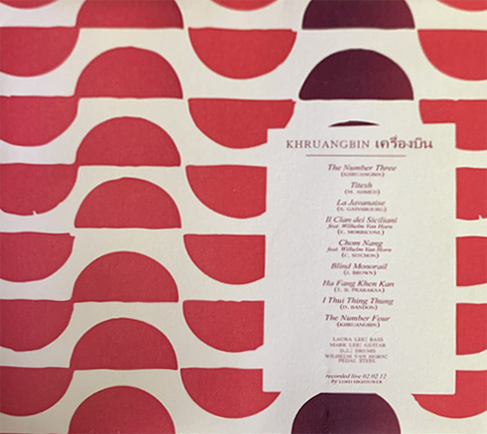 KHRUANGBIN เครื่องบิน
The Number Three
(KHRUANGBIN)
Titesh
(M. AHMED)
La Javanaise
(S. GAINSBOURG)
Il Clan dei Siciliani
feat. Wilhelm Van Horn
(E. MORRICONE)
Chom Nang
feat. Wilhelm Van Horn
(C. SITCHON)
Blind Monorail
(J. BROWN)
Ha Fang Khen Kan
(T. B. PRABAKSA)
I Thui Thing Thung
(D. BANDON)
The Number Four
(KHRUANGBIN)
LAURA LEE: BASS
MARK LEE: GUITAR
D.J.: DRUMS
WILHELM VAN HORN:
PEDAL STEEL
recorded live 02 02 12
by LORD HIGHTOWER